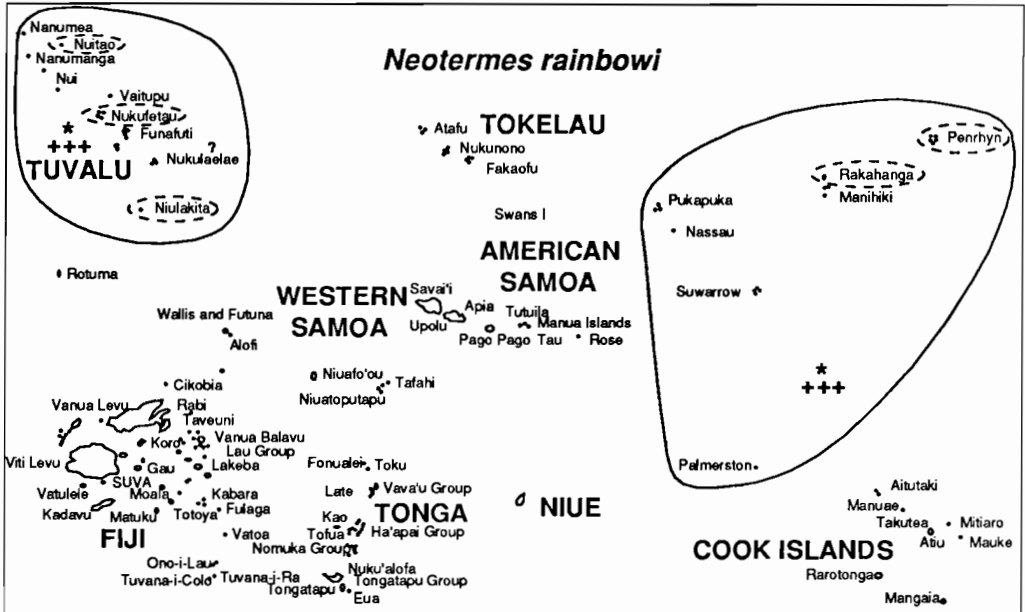 Neotermes rainbowi
Nanumea
Nuitao
Nanumanga
Nui
Vaitupu
Nukufetau
*
Funafuti
+++
?
Nukulaelae
TUVALU
Niulakita
Rotuma
Atafu
TOKELAU
Nukunono
Fakaofu
Swans I
AMERICAN
SAMOA
WESTERN
SAMOA
Savai'i
Apia
Upolu
Tutuila
Manua Islands
Pago Pago Tau
Rose
Penrhyn
Rakahanga
Manihiki
Pukapuka
Nassau
Suwarrow
*
+++
Palmerston
Wallis and Futuna
Alofi
Niuafo'ou
Tafahi
Niuatoputapu
Cikobia
Vanua Levu
Rabi
Taveuni
Koro
Vanua Balavu
Lau Group
Viti Levu
Gau
Lakeba
SUVA
Vatulele
Moala
Kabara
Kadavu
Matuku
Totoya
Fulaga
FIJI
Vatoa
Ono-i-Lau
Tuvana-i-Colo
Tuvana-i-Ra
Fonualei
Toku
Late
Vava'u Group
Kao
TONGA
Tofua
Ha'apai Group
Nomuka Group
Nuku'alofa
Tongatapu Group
Tongatapu
Eua
NIUE
Aitutaki
Manuae
Takutea
Mitiaro
Atiu
Mauke
COOK ISLANDS
Rarotonga
Mangaia